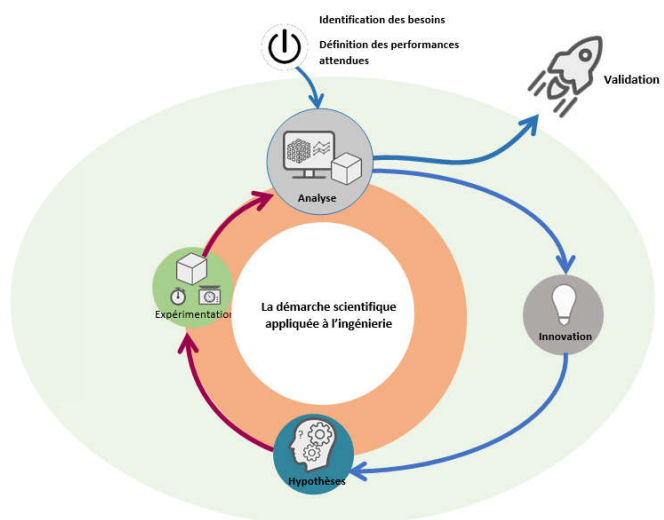 Identification des besoins
Définition des performances
attendues
Validation
Analyse
La démarche scientifique
appliquée à l'ingénierie
Expérimentation
Innovation
?
Hypothèses